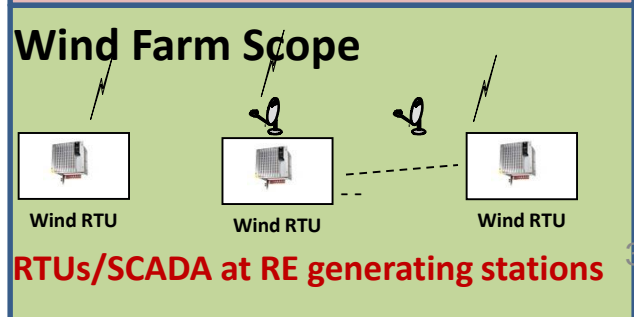 Wind Farm Scope
Wind RTU
Wind RTU
Wind RTU
RTUs/SCADA at RE generating stations